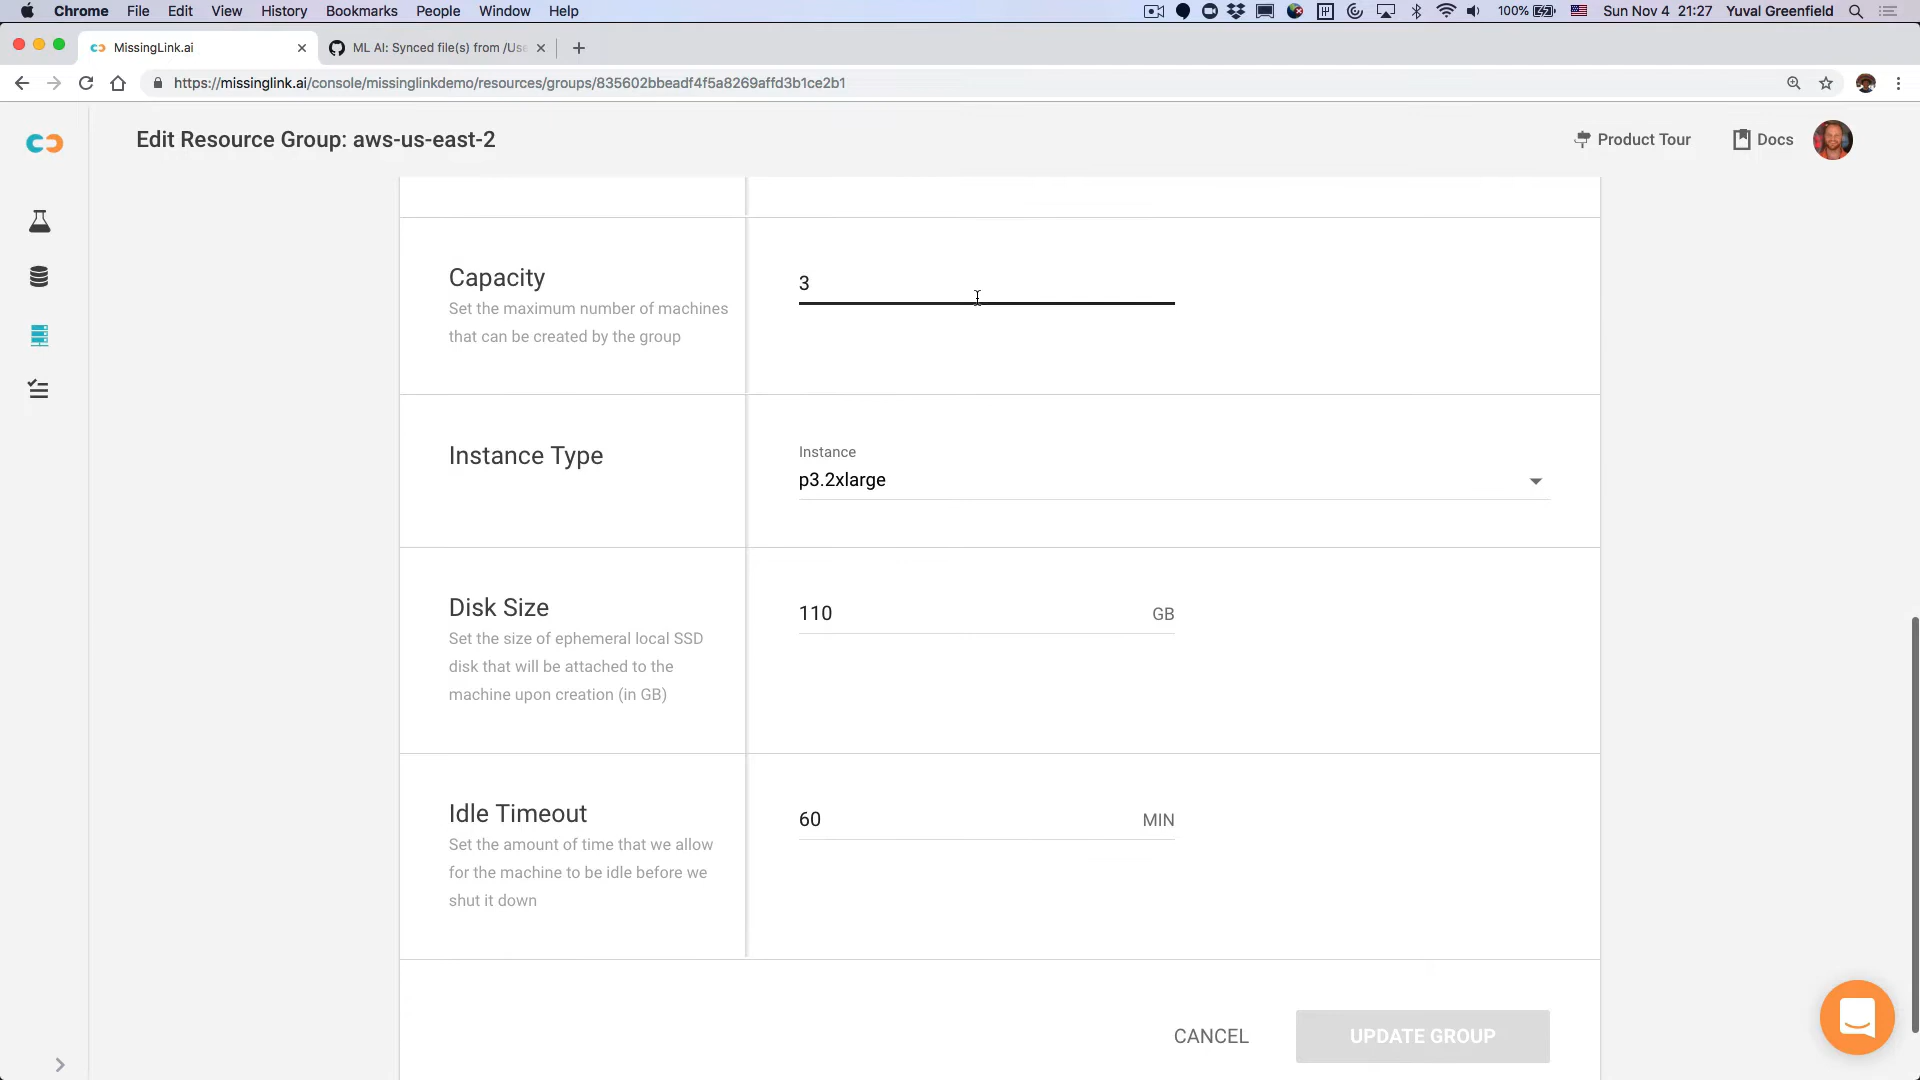 Chrome File Edit View History Bookmarks People Window Help 100% Sun Nov 4 21:27 Yuval Greenfield
MissingLink.ai ML AI: Synced file(s) from /Use
https://missinglink.ai/console/missinglinkdemo/resources/groups/835602bbeadf4f5a8269affd3b1ce2b1
Edit Resource Group: aws-us-east-2 Product Tour Docs
Capacity
Set the maximum number of machines
that can be created by the group
3
Instance Type
Instance
p3.2xlarge
Disk Size
Set the size of ephemeral local SSD
disk that will be attached to the
machine upon creation (in GB)
110 GB
Idle Timeout
Set the amount of time that we allow
for the machine to be idle before we
shut it down
60 MIN
CANCEL UPDATE GROUP